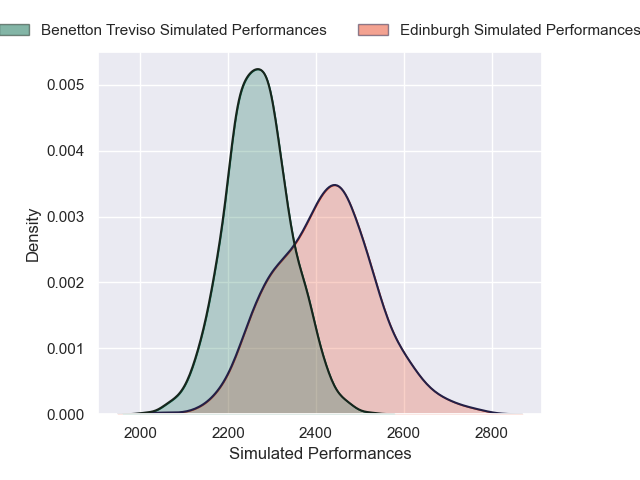 Benetton Treviso Simulated Performances
Edinburgh Simulated Performances
0.005
0.004
0.003
0.002
0.001
0.000
Density
2000 2200 2400 2600 2800
Simulated Performances